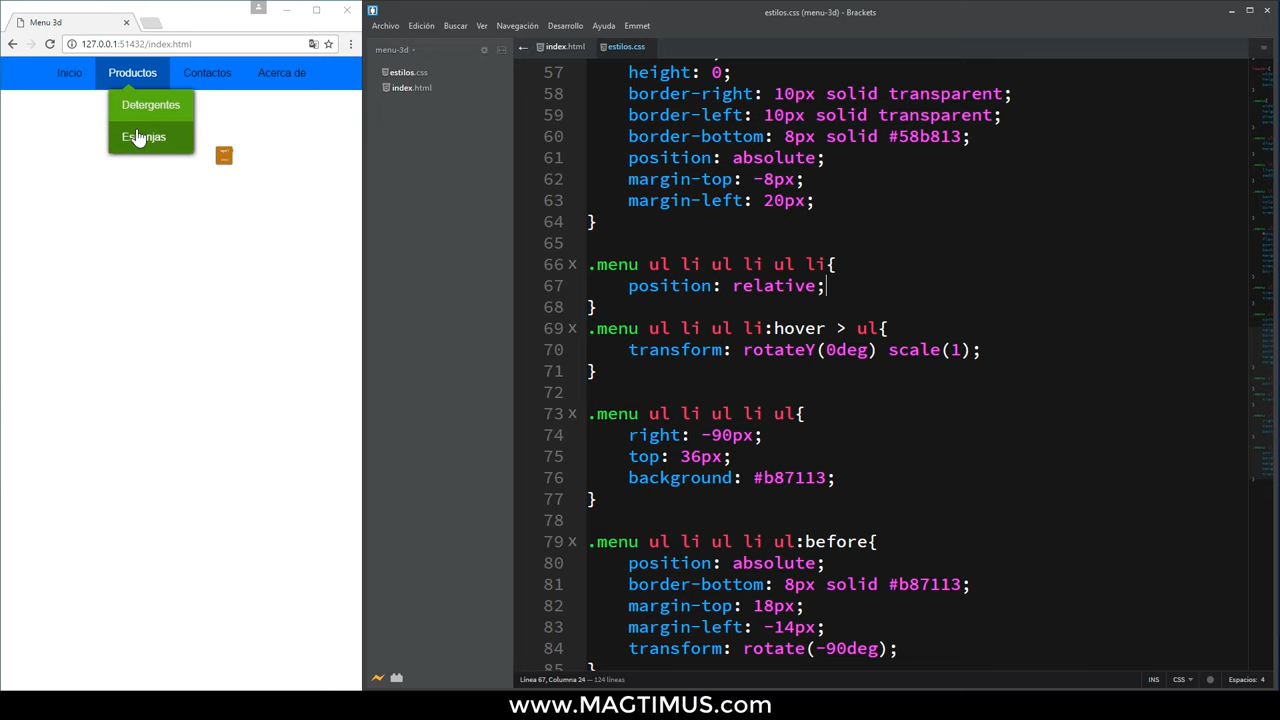 Menu 3d
127.0.0.1:51432/index.html
Inicio Productos Contactos Acerca de
Detergentes
estilos.css (menu-3d) - Brackets
Archivo Edición Buscar Ver Navegación Desarrollo Ayuda Emmet
menu-3d
estilos.css
index.html
index.html estilos.css
57 height: 0;
58 border-right: 10px solid transparent;
59 border-left: 10px solid transparent;
60 border-bottom: 8px solid #58b813;
61 position: absolute;
62 margin-top: -8px;
63 margin-left: 20px;
64 }
65
66 .menu ul li ul li ul li{
67 position: relative;
68 }
69 .menu ul li ul li:hover > ul{
70 transform: rotateY(0deg) scale(1);
71 }
72
73 .menu ul li ul li ul{
74 right: -90px;
75 top: 36px;
76 background: #b87113;
77 }
78
79 .menu ul li ul li ul:before{
80 position: absolute;
81 border-bottom: 8px solid #b87113;
82 margin-top: 18px;
83 margin-left: -14px;
84 transform: rotate(-90deg);
85 }
Línea 67, Columna 24 — 124 líneas
INS CSS Espacios: 4
www.MAGTIMUS.com